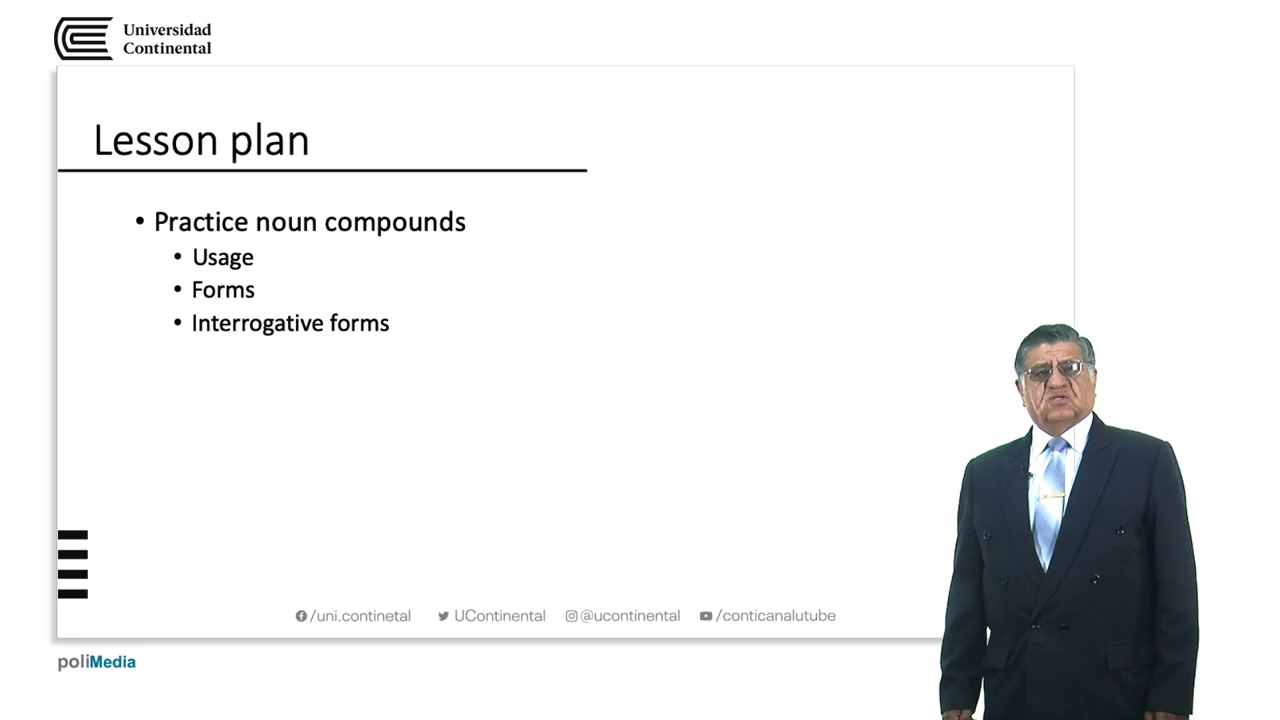 Universidad
Continental
Lesson plan
• Practice noun compounds
• Usage
• Forms
• Interrogative forms
/uni.continetal UContinental @ucontinental /conticanalutube
poliMedia